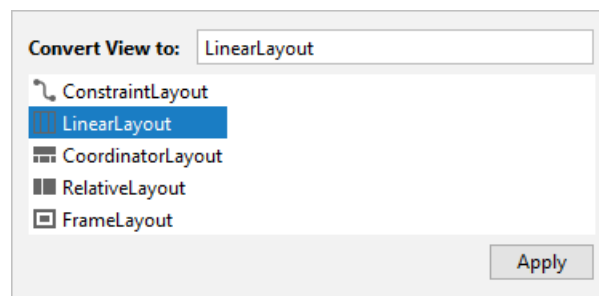 Convert View to: LinearLayout
ConstraintLayout
LinearLayout
CoordinatorLayout
RelativeLayout
FrameLayout
Apply